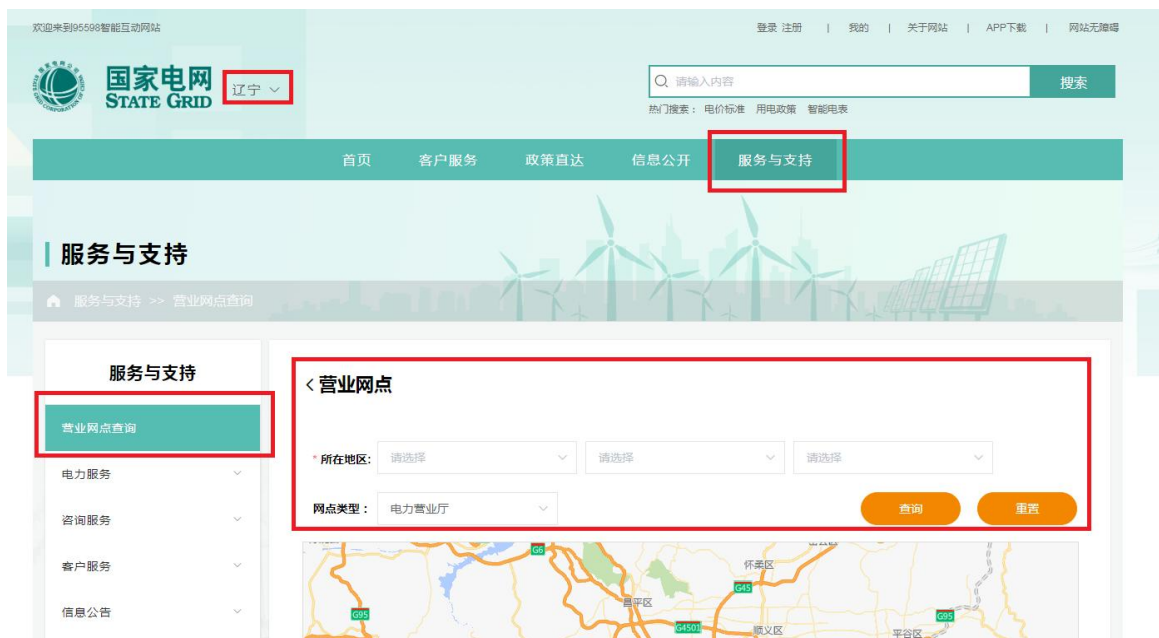 欢迎来到95598智能互动网站
登录 注册 | 我的 | 关于网站 | APP下载 | 网站无障碍
国家电网
STATE GRID
辽宁
请输入内容
搜索
热门搜索： 电价标准 用电政策 智能电表
首页 客户服务 政策直达 信息公开 服务与支持
服务与支持
服务与支持 >> 营业网点查询
服务与支持
营业网点查询
电力服务
咨询服务
客户服务
信息公告
<营业网点
* 所在地区: 请选择 请选择 请选择
网点类型： 电力营业厅 查询 重置
G6
怀柔区
G45
昌平区
G95
G4501
顺义区
G95
平谷区